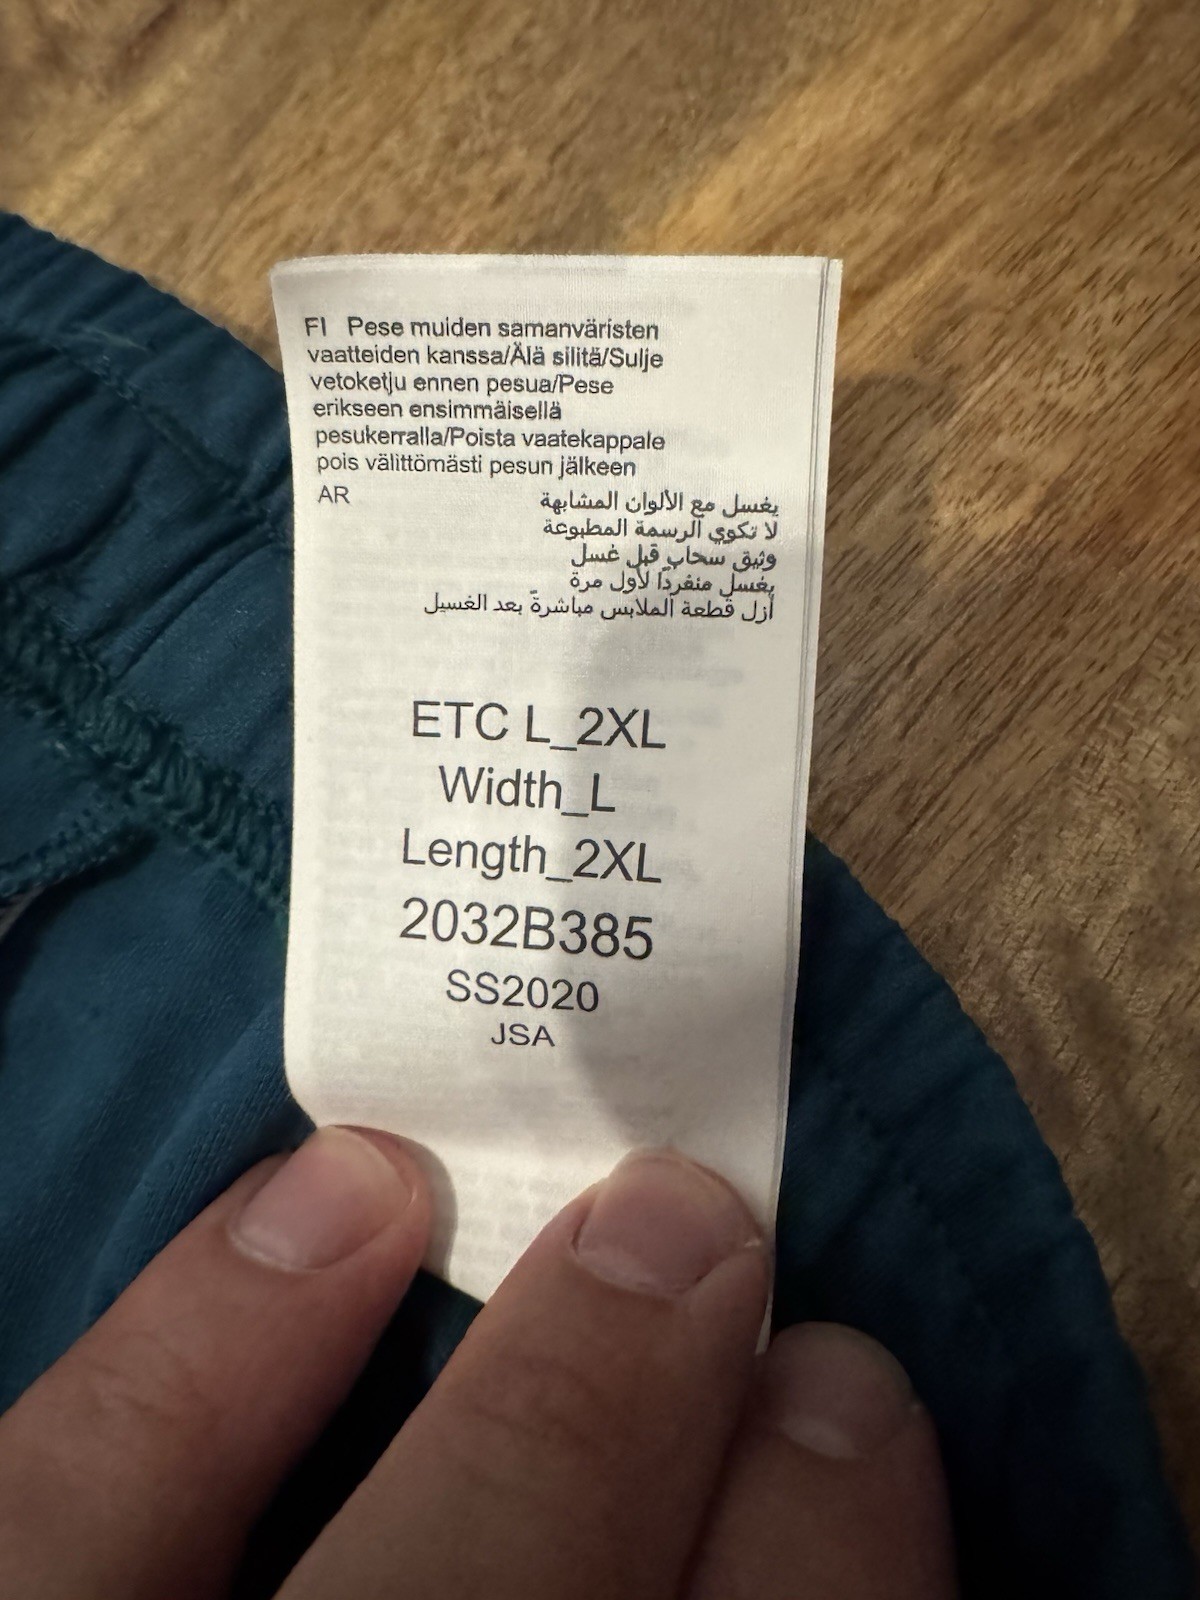 FI Pese muiden samanväristen
vaatteiden kanssa/Älä silitä/Sulje
vetoketju ennen pesua/Pese
erikseen ensimmäisellä
pesukerralla/Poista vaatekappale
pois välittömästi pesun jälkeen
AR يغسل مع الألوان المشابهة
لا تكوي الرسمة المطبوعة
وثيق سحاب قبل غسل
يغسل منفرداً لأول مرة
أزل قطعة الملابس مباشرةً بعد الغسيل
ETC L_2XL
Width_L
Length_2XL
2032B385
SS2020
JSA